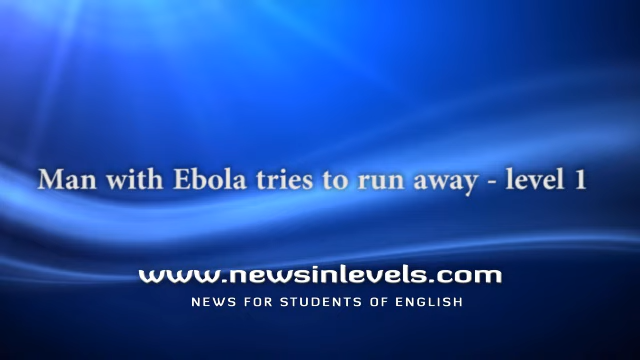 Man with Ebola tries to run away - level 1
www.newsinlevels.com
NEWS FOR STUDENTS OF ENGLISH